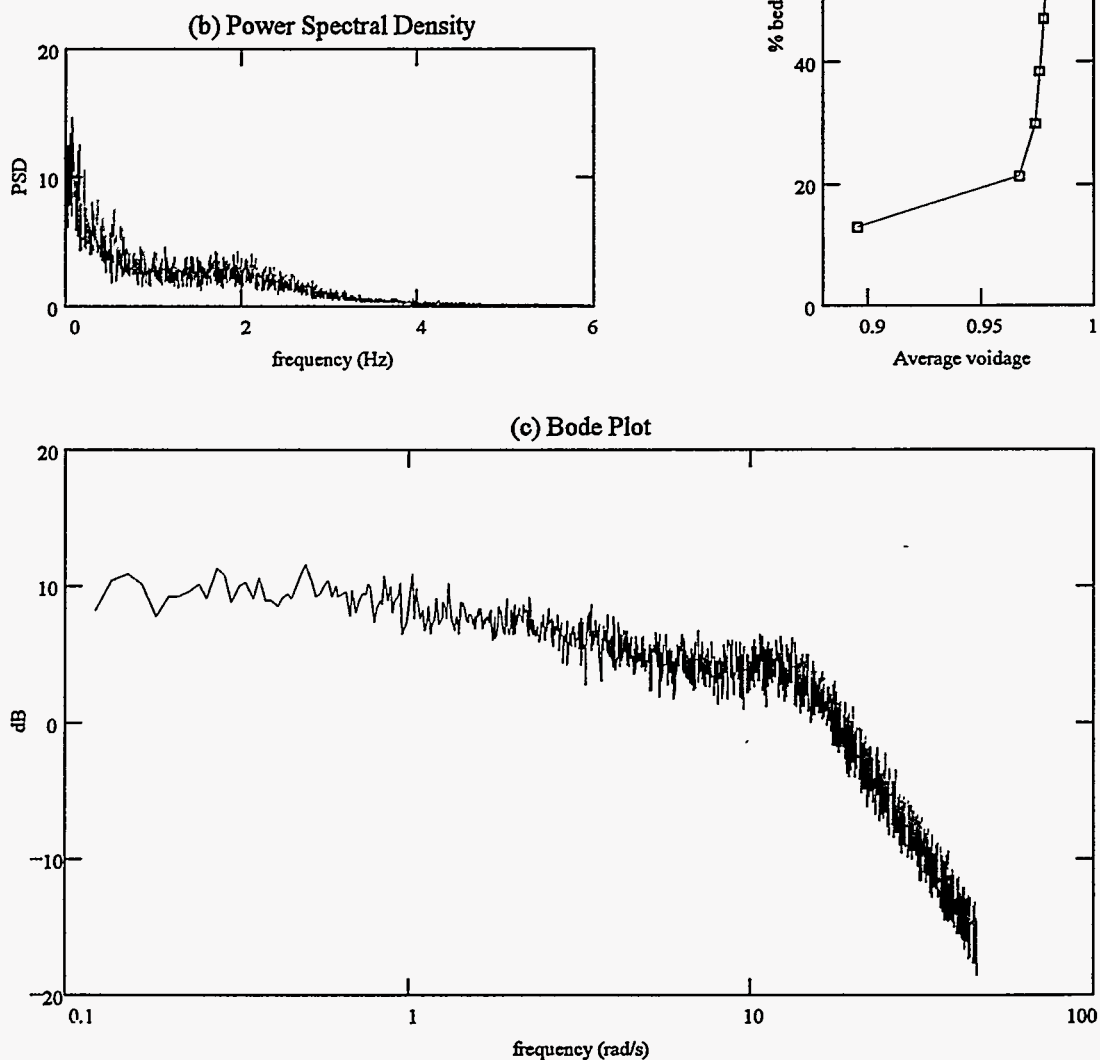 (b) Power Spectral Density
20
10
0
PSD
0 2 4 6
frequency (Hz)
% bed
40
20
0
0.9 0.95 1
Average voidage
(c) Bode Plot
20
10
0
−10
−20
dB
0.1 1 10 100
frequency (rad/s)